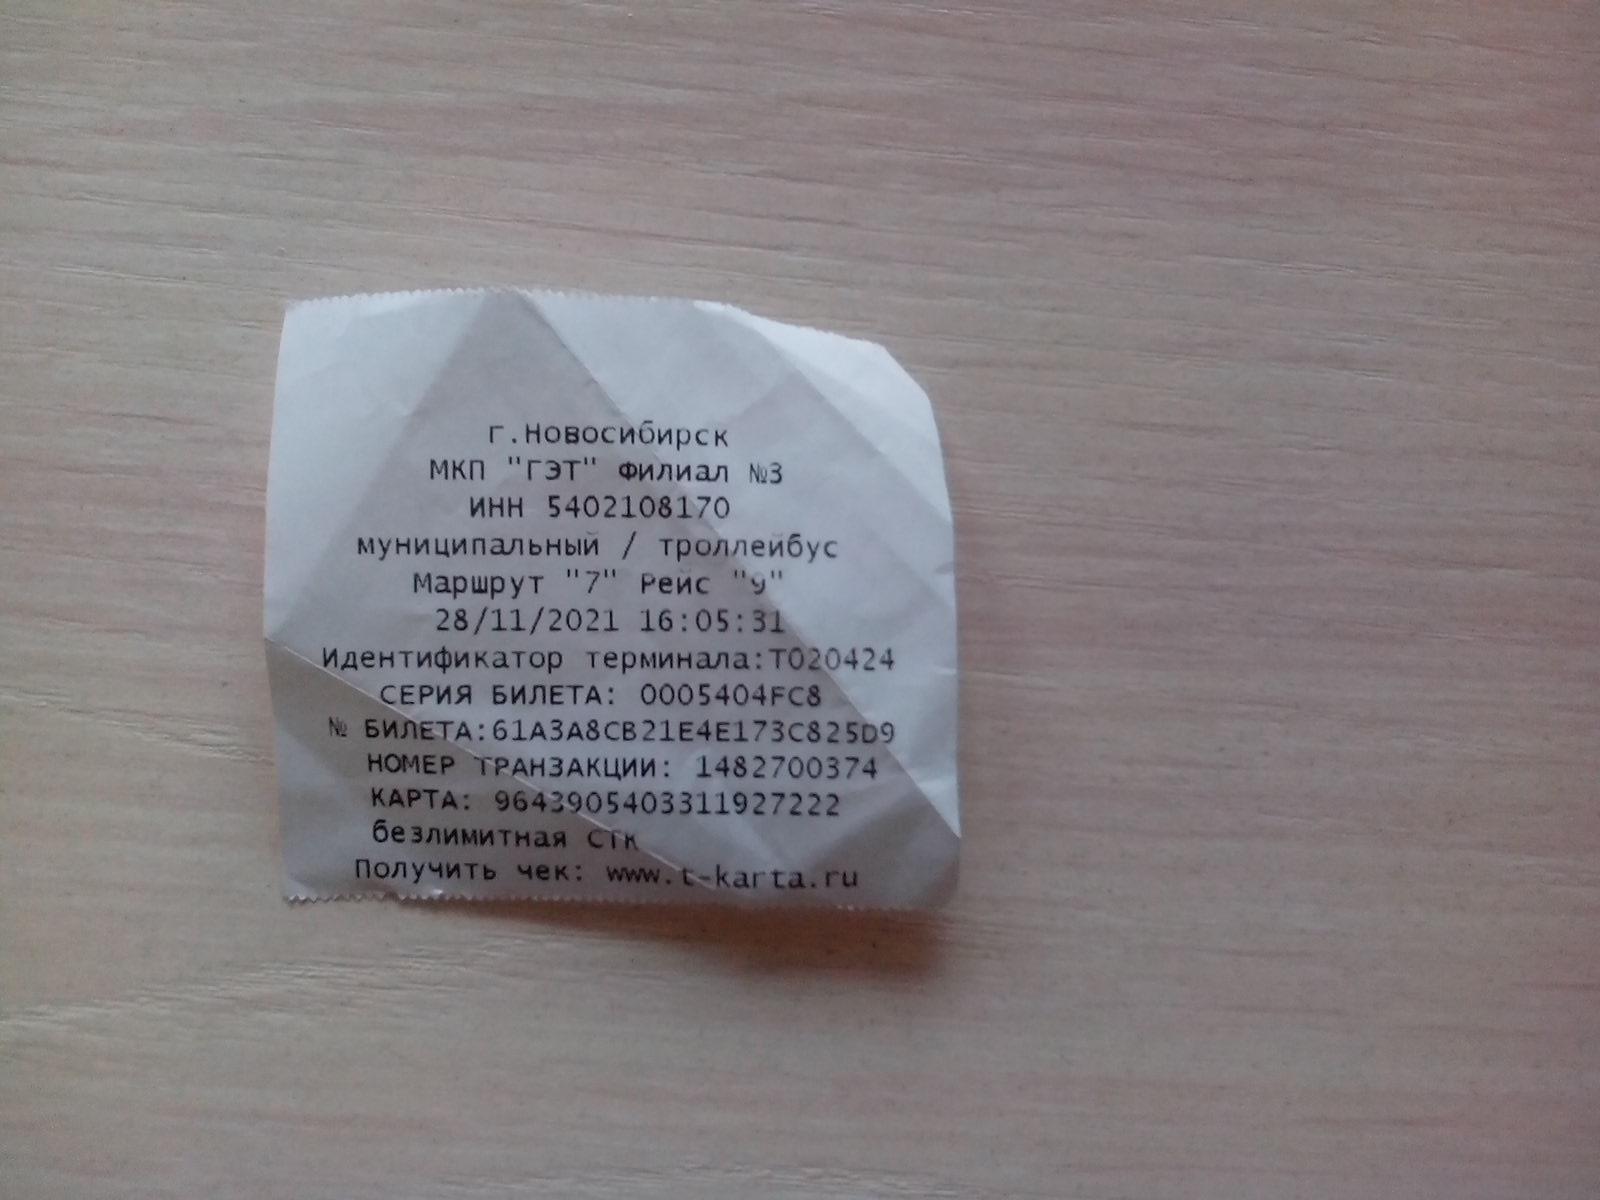 г.Новосибирск
МКП "ГЭТ" Филиал №3
ИНН 5402108170
муниципальный / троллейбус
Маршрут "7" Рейс "9"
28/11/2021 16:05:31
Идентификатор терминала:T020424
СЕРИЯ БИЛЕТА: 0005404FC8
№ БИЛЕТА:61A3A8CB21E4E173C825D9
НОМЕР ТРАНЗАКЦИИ: 1482700374
КАРТА: 9643905403311927222
безлимитная СТК
Получить чек: www.t-karta.ru